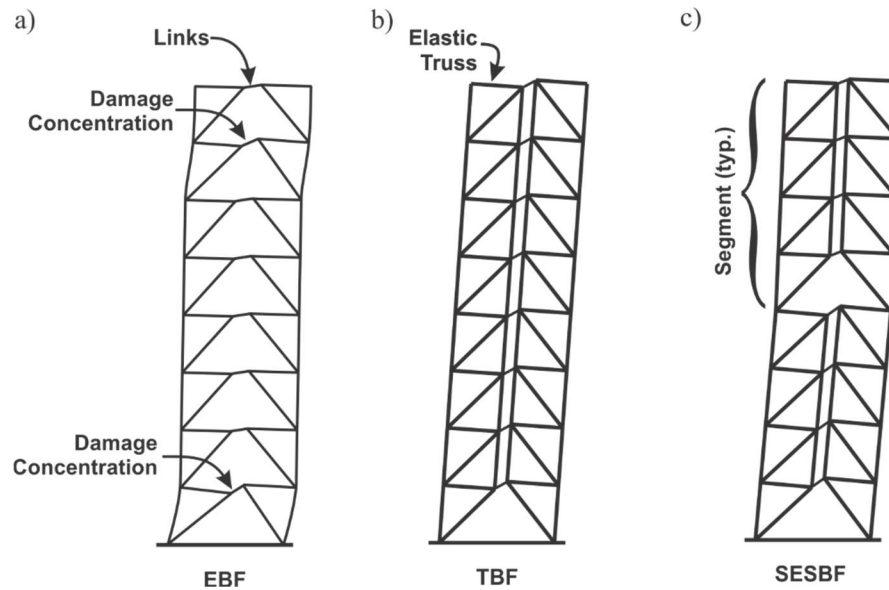 a)
Links
Damage
Concentration
Damage
Concentration
EBF
b)
Elastic
Truss
TBF
c)
Segment (typ.)
SESBF